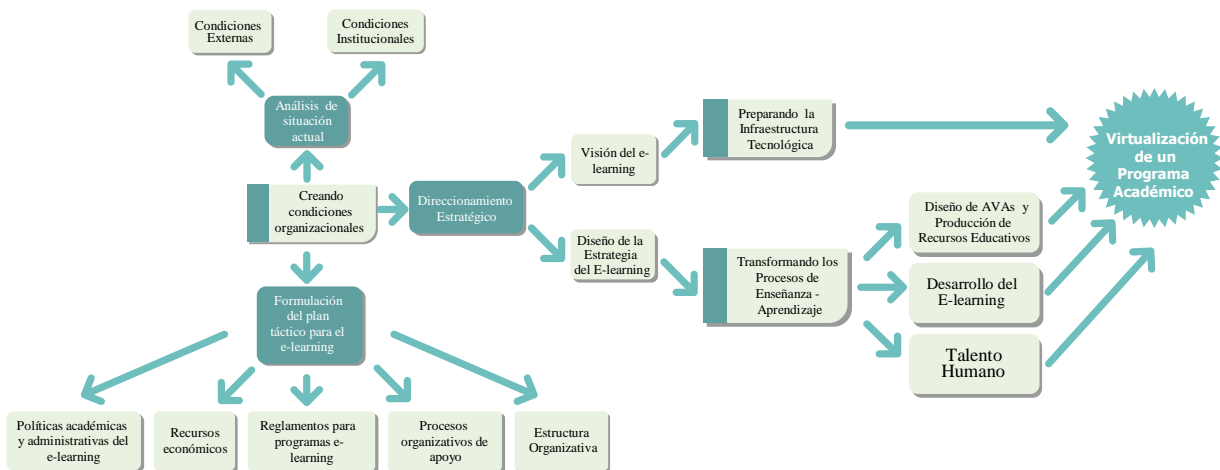 Condiciones
Externas
Condiciones
Institucionales
Análisis de
situación
actual
Creando
condiciones
organizacionales
Direccionamiento
Estratégico
Visión del e-
learning
Diseño de la
Estrategia
del E-learning
Preparando la
Infraestructura
Tecnológica
Transformando los
Procesos de
Enseñanza -
Aprendizaje
Diseño de AVAs y
Producción de
Recursos Educativos
Desarrollo del
E-learning
Talento
Humano
Virtualización
de un
Programa
Académico
Formulación
del plan
táctico para el
e-learning
Políticas académicas
y administrativas del
e-learning
Recursos
económicos
Reglamentos para
programas e-
learning
Procesos
organizativos de
apoyo
Estructura
Organizativa